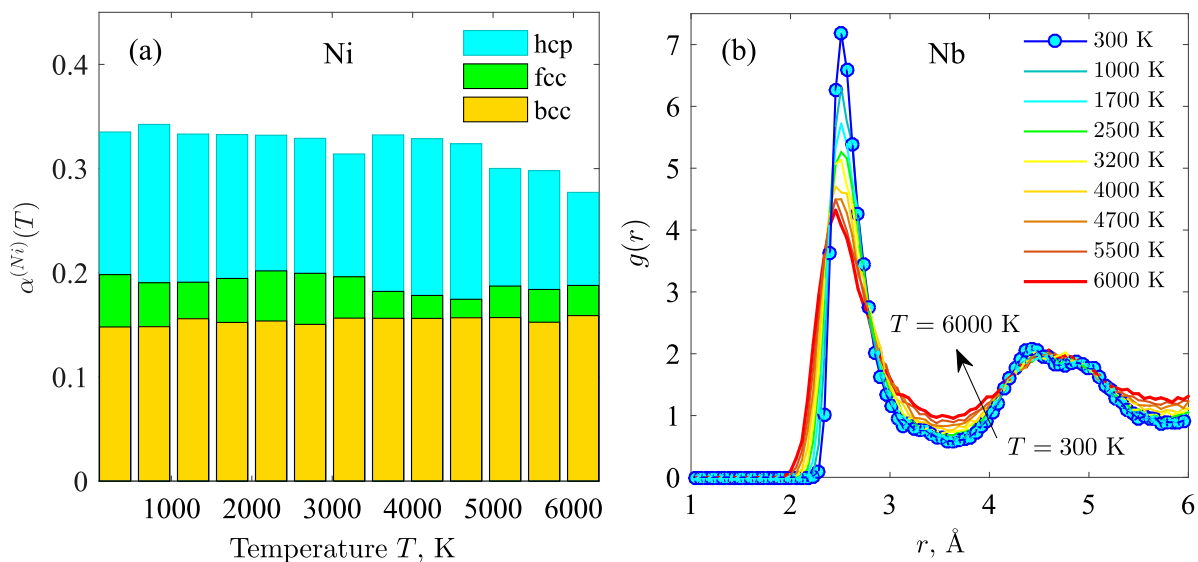 (a)
Ni
hcp
fcc
bcc
0.4
0.3
0.2
0.1
0
α^(Ni)(T)
1000 2000 3000 4000 5000 6000
Temperature T, K
(b)
Nb
300 K
1000 K
1700 K
2500 K
3200 K
4000 K
4700 K
5500 K
6000 K
T = 6000 K
T = 300 K
7
6
5
4
3
2
1
0
g(r)
1 2 3 4 5 6
r, Å